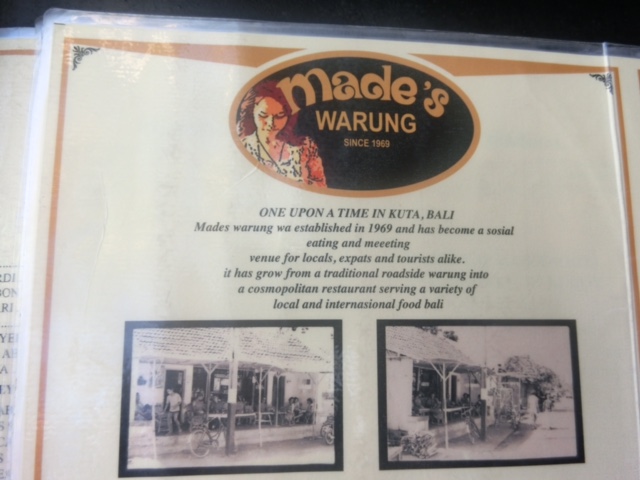 made's
WARUNG
SINCE 1969
ONE UPON A TIME IN KUTA, BALI
Mades warung wa established in 1969 and has become a sosial
eating and meeeting
venue for locals, expats and tourists alike.
it has grow from a traditional roadside warung into
a cosmopolitan restaurant serving a variety of
local and internasional food bali